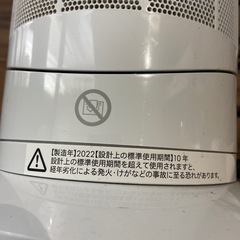 【製造年】2022【設計上の標準使用期間】10年
設計上の標準使用期間を超えて使用されますと、
経年劣化による発火・けがなどの事故に至る恐れがあります。